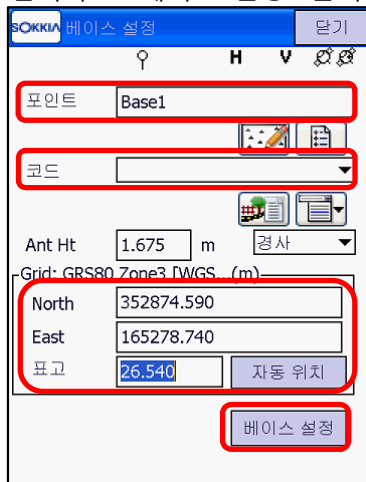 SOKKIA 베이스 설정 닫기
H V
포인트 Base1
코드
Ant Ht 1.675 m 경사
Grid: GRS80 Zone3 [WGS...(m)
North 352874.590
East 165278.740
표고 26.540 자동 위치
베이스 설정